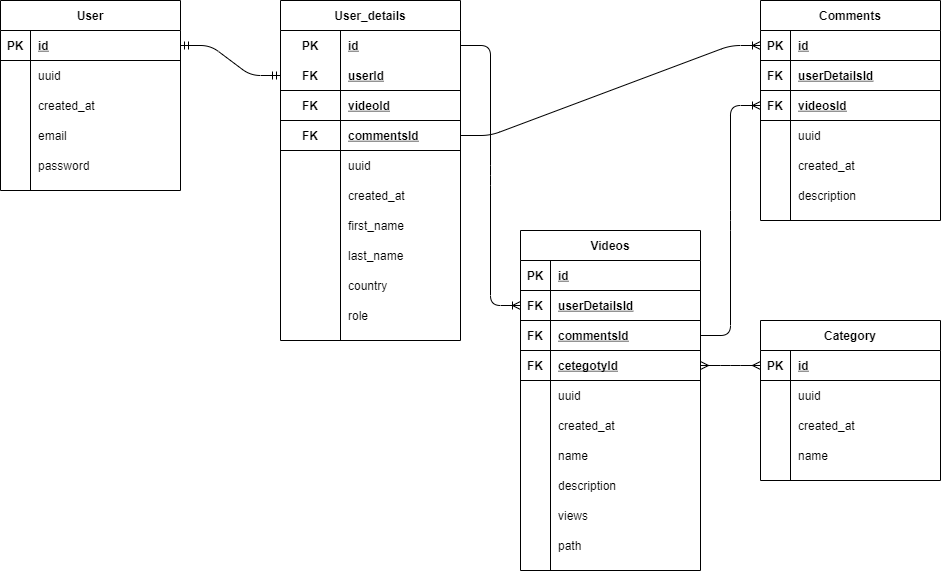 User
PK id
uuid
created_at
email
password
User_details
PK id
FK userId
FK videoId
FK commentsId
uuid
created_at
first_name
last_name
country
role
Comments
PK id
FK userDetailsId
FK videosId
uuid
created_at
description
Videos
PK id
FK userDetailsId
FK commentsId
FK cetegotyId
uuid
created_at
name
description
views
path
Category
PK id
uuid
created_at
name